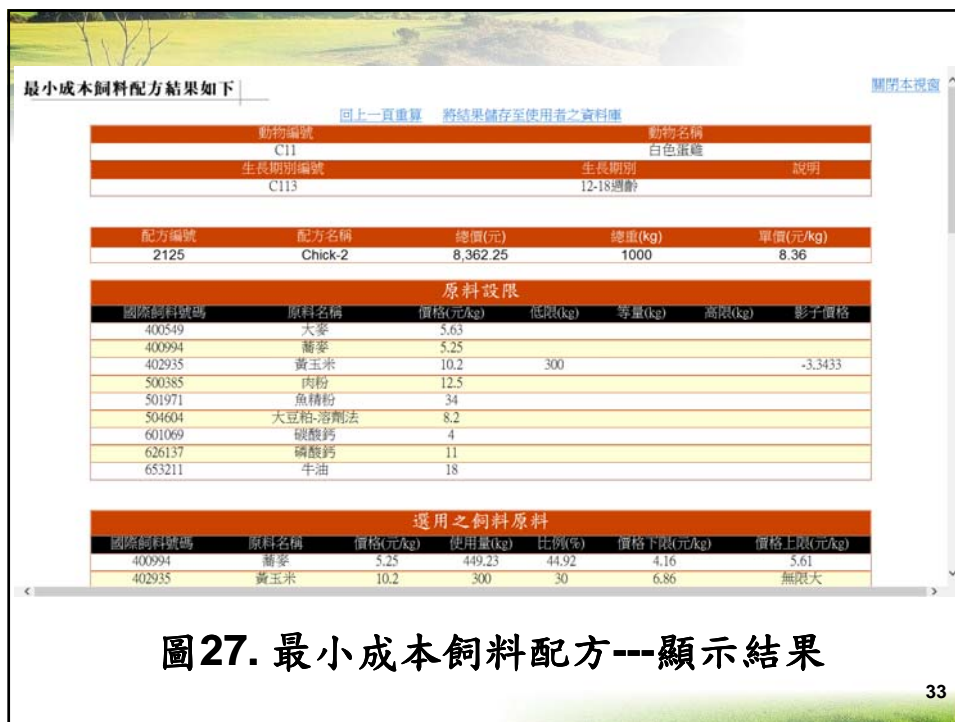 最小成本飼料配方結果如下
關閉本視窗
回上一頁重算 將結果儲存至使用者之資料庫
動物編號 動物名稱
C11 白色蛋雞
生長期別編號 生長期別 說明
C113 12-18週齡
配方編號 配方名稱 總價(元) 總重(kg) 單價(元/kg)
2125 Chick-2 8,362.25 1000 8.36
原料設限
國際飼料號碼 原料名稱 價格(元/kg) 低限(kg) 等量(kg) 高限(kg) 影子價格
400549 大麥 5.63
400994 蕎麥 5.25
402935 黃玉米 10.2 300 -3.3433
500385 肉粉 12.5
501971 魚精粉 34
504604 大豆粕-溶劑法 8.2
601069 碳酸鈣 4
626137 磷酸鈣 11
653211 牛油 18
選用之飼料原料
國際飼料號碼 原料名稱 價格(元/kg) 使用量(kg) 比例(%) 價格下限(元/kg) 價格上限(元/kg)
400994 蕎麥 5.25 449.23 44.92 4.16 5.61
402935 黃玉米 10.2 300 30 6.86 無限大
圖27. 最小成本飼料配方---顯示結果
33